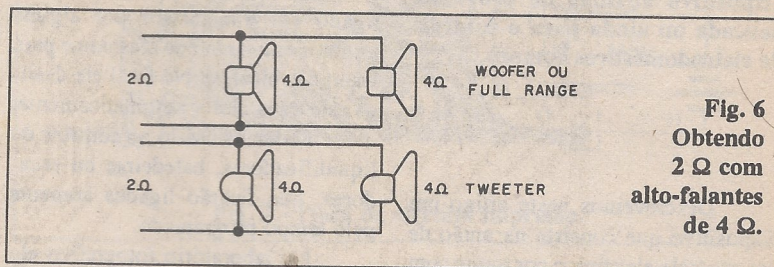 2Ω 4Ω 4Ω WOOFER OU
FULL RANGE
2Ω 4Ω 4Ω TWEETER
Fig. 6
Obtendo
2 Ω com
alto-falantes
de 4 Ω.